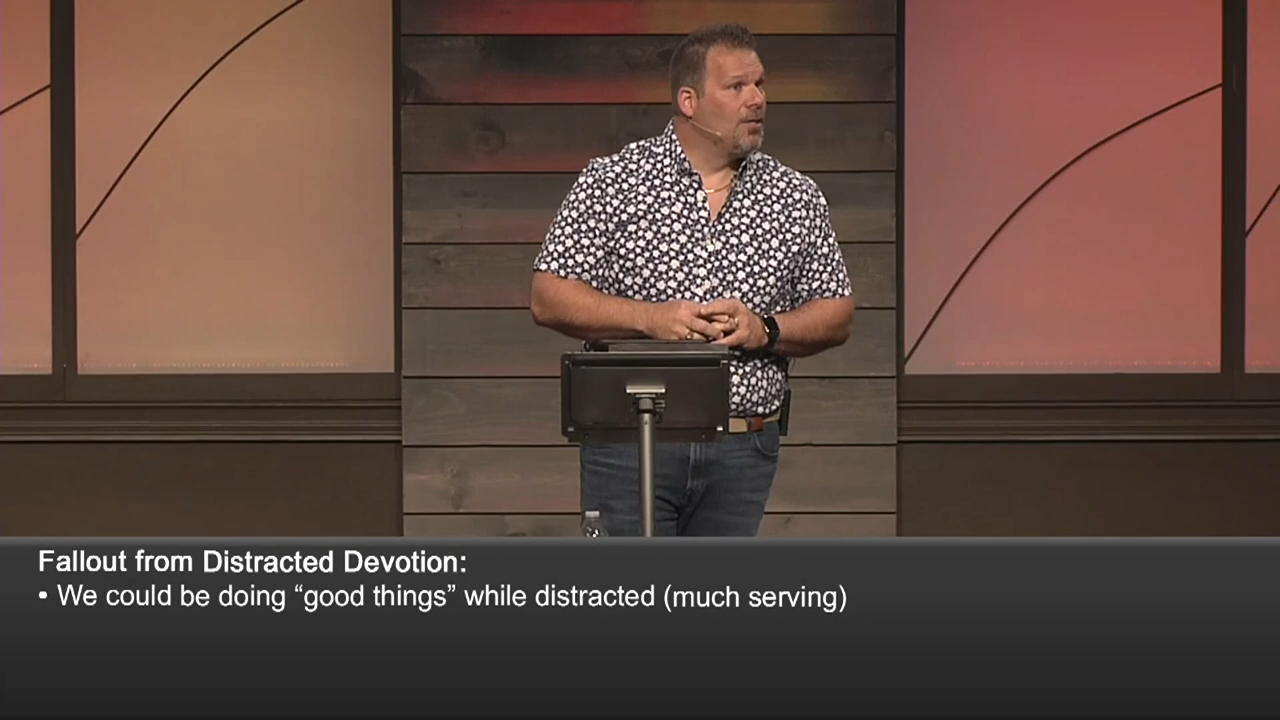 Fallout from Distracted Devotion:
• We could be doing “good things” while distracted (much serving)